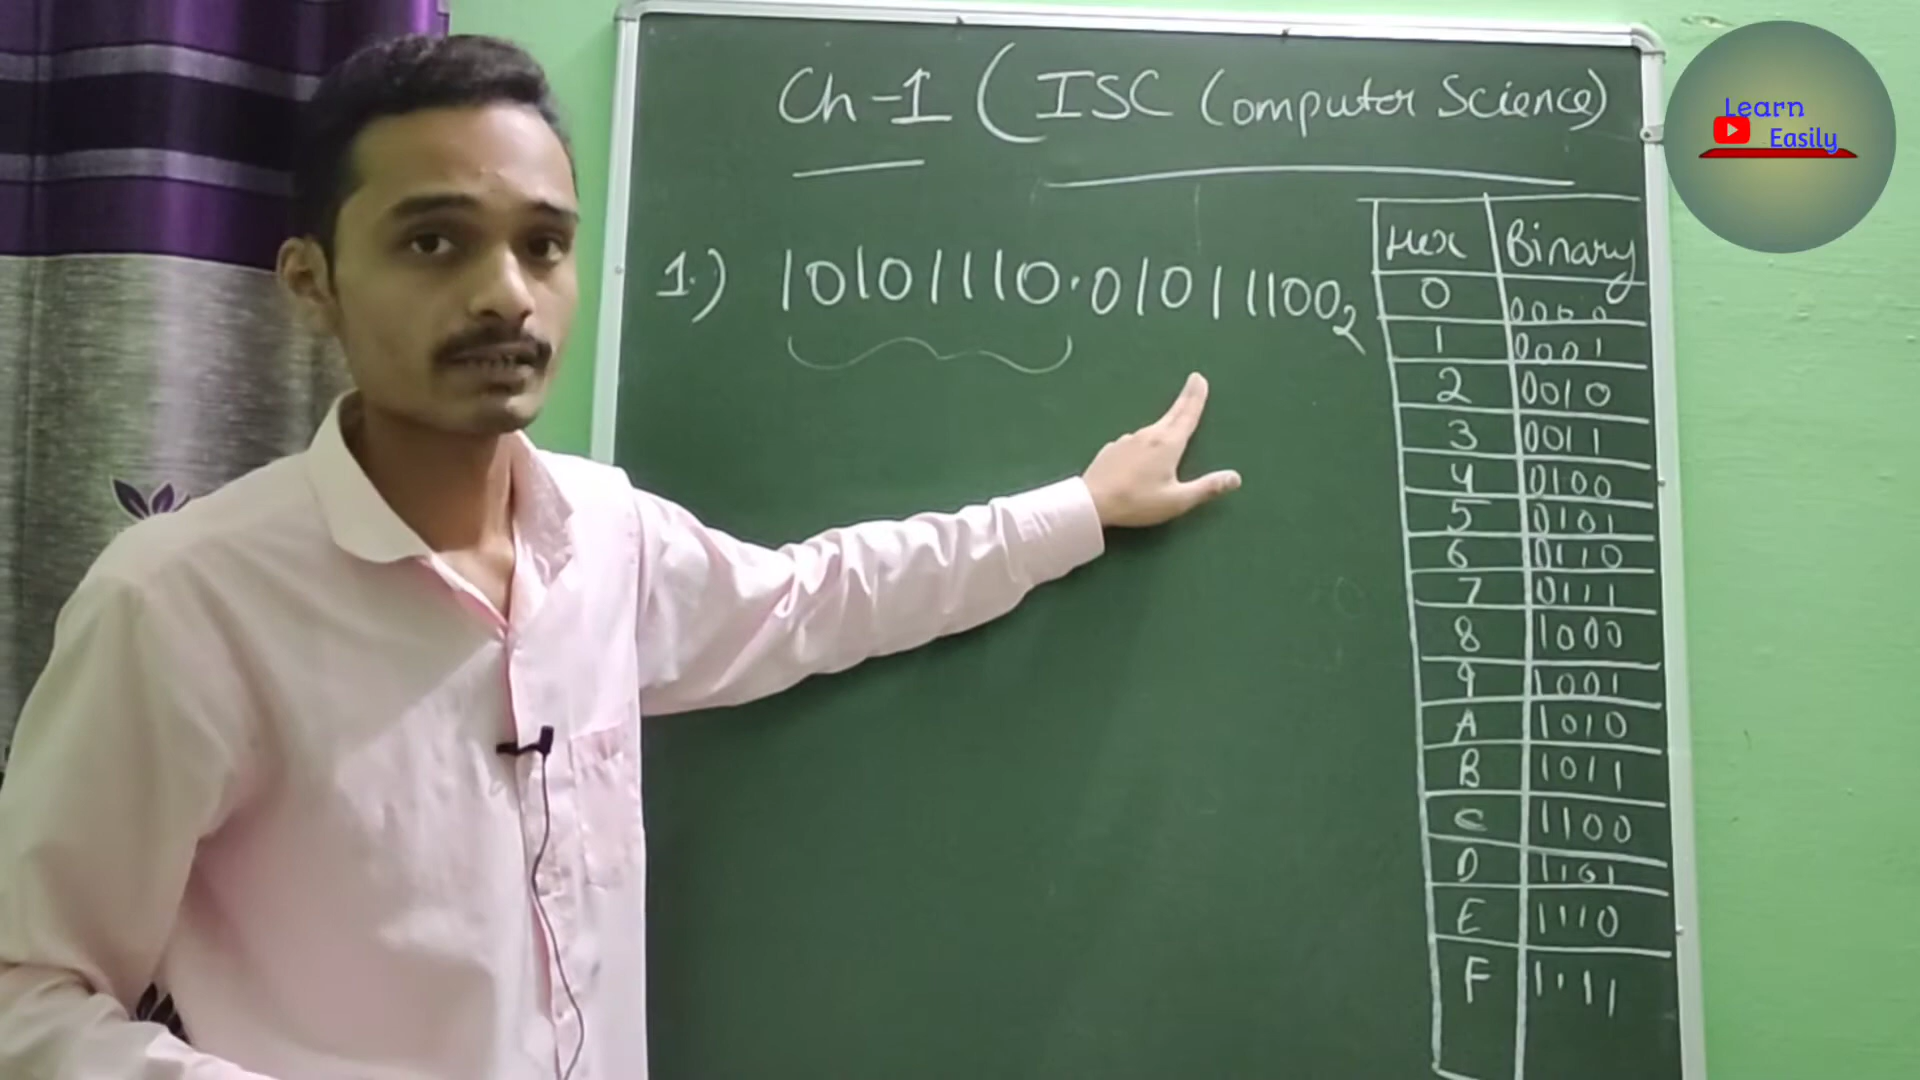 Ch-1 (ISC Computer Science)
Learn
Easily
1.) 10101110.01011100₂
Hex Binary
0 0000
1 0001
2 0010
3 0011
4 0100
5 0101
6 0110
7 0111
8 1000
9 1001
A 1010
B 1011
C 1100
D 1101
E 1110
F 1111